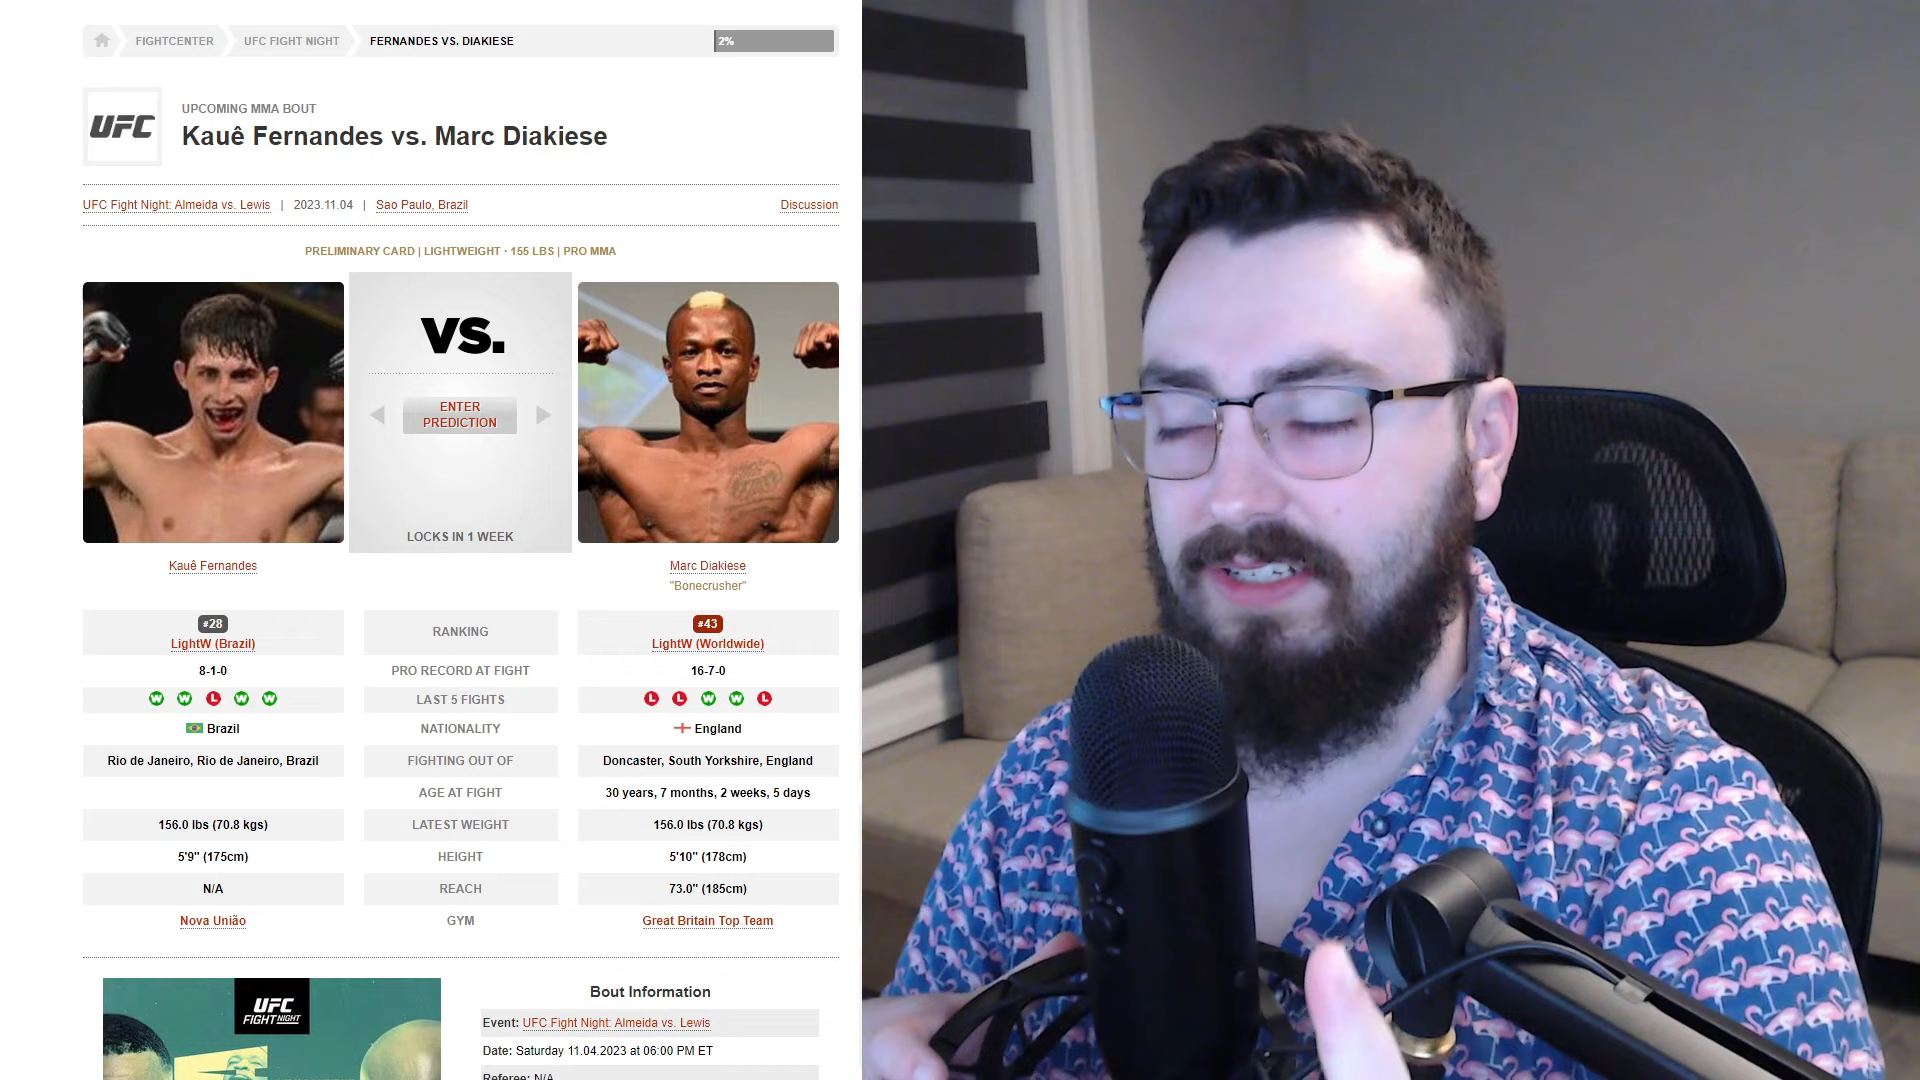 FIGHTCENTER UFC FIGHT NIGHT FERNANDES VS. DIAKIESE 2%
UFC
UPCOMING MMA BOUT
Kauê Fernandes vs. Marc Diakiese
UFC Fight Night: Almeida vs. Lewis | 2023.11.04 | Sao Paulo, Brazil Discussion
PRELIMINARY CARD | LIGHTWEIGHT · 155 LBS | PRO MMA
VS.
ENTER
PREDICTION
LOCKS IN 1 WEEK
Kauê Fernandes Marc Diakiese
"Bonecrusher"
#28 RANKING #43
LightW (Brazil) LightW (Worldwide)
8-1-0 PRO RECORD AT FIGHT 16-7-0
W W L W W LAST 5 FIGHTS L L W W L
Brazil NATIONALITY England
Rio de Janeiro, Rio de Janeiro, Brazil FIGHTING OUT OF Doncaster, South Yorkshire, England
AGE AT FIGHT 30 years, 7 months, 2 weeks, 5 days
156.0 lbs (70.8 kgs) LATEST WEIGHT 156.0 lbs (70.8 kgs)
5'9" (175cm) HEIGHT 5'10" (178cm)
N/A REACH 73.0" (185cm)
Nova União GYM Great Britain Top Team
UFC
FIGHT NIGHT
Bout Information
Event: UFC Fight Night: Almeida vs. Lewis
Date: Saturday 11.04.2023 at 06:00 PM ET
Referee: N/A